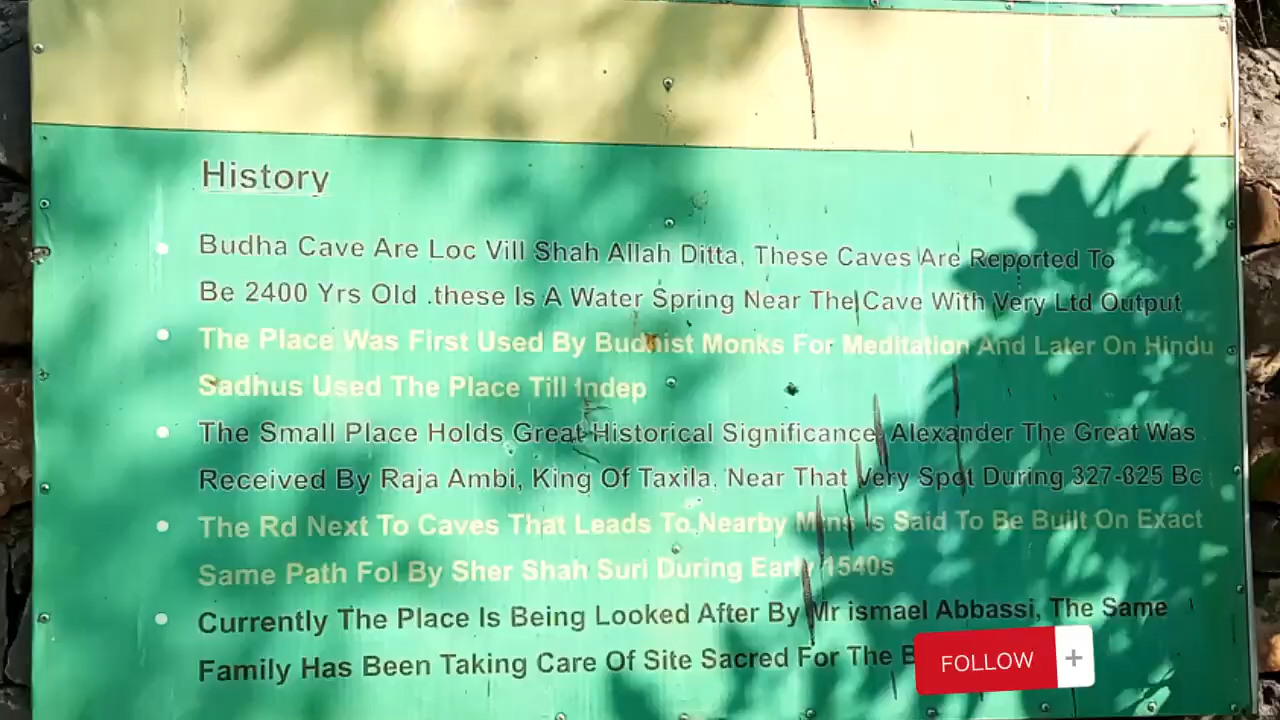 History
Budha Cave Are Loc Vill Shah Allah Ditta, These Caves Are Reported To
Be 2400 Yrs Old .these Is A Water Spring Near The Cave With Very Ltd Output
The Place Was First Used By Budhist Monks For Meditation And Later On Hindu
Sadhus Used The Place Till Indep
The Small Place Holds Great Historical Significance, Alexander The Great Was
Received By Raja Ambi, King Of Taxila, Near That Very Spot During 327-325 Bc
The Rd Next To Caves That Leads To Nearby Mtns Is Said To Be Built On Exact
Same Path Fol By Sher Shah Suri During Early 1540s
Currently The Place Is Being Looked After By Mr ismael Abbassi, The Same
Family Has Been Taking Care Of Site Sacred For The
FOLLOW +